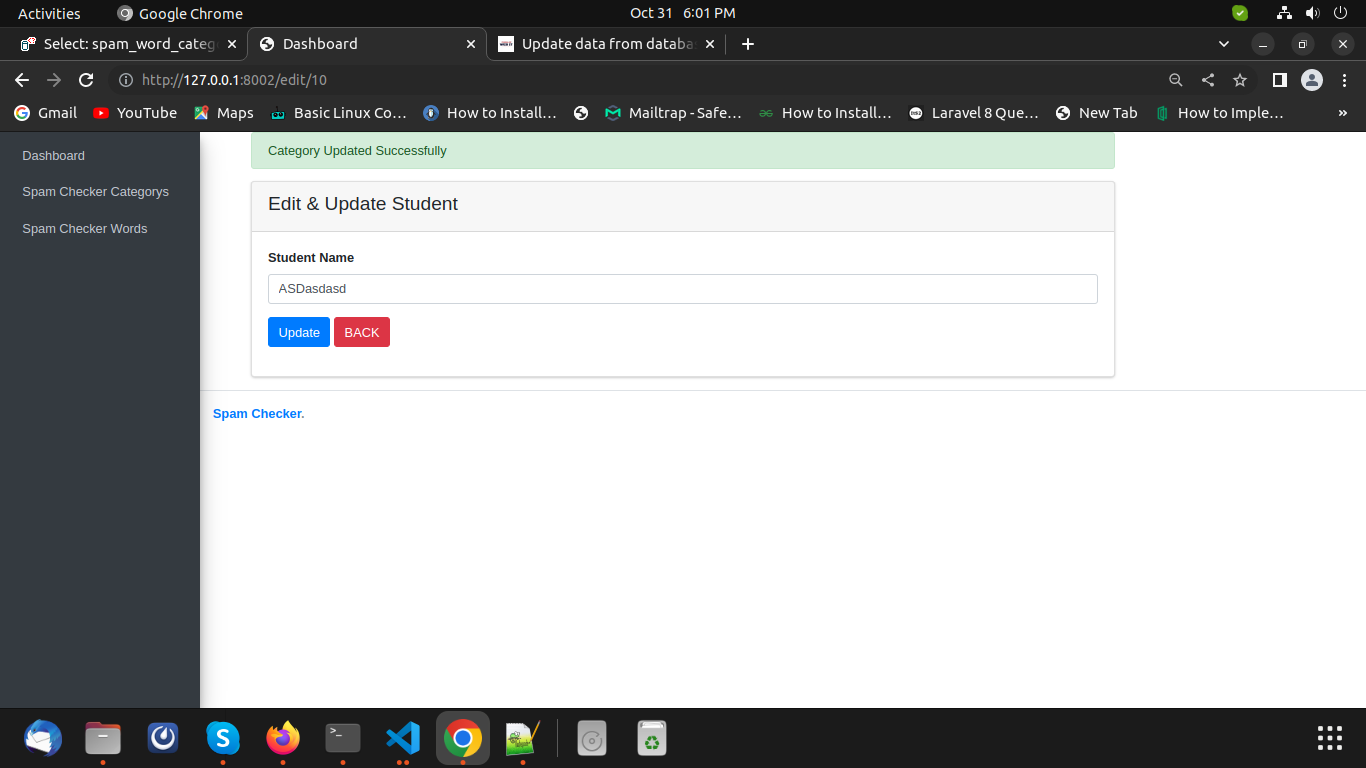 Activities Google Chrome Oct 31 6:01 PM
Select: spam_word_categ Dashboard Update data from databa
http://127.0.0.1:8002/edit/10
Gmail YouTube Maps Basic Linux Co… How to Install… Mailtrap - Safe… How to Install… Laravel 8 Que… New Tab How to Imple… »
Dashboard
Spam Checker Categorys
Spam Checker Words
Category Updated Successfully
Edit & Update Student
Student Name
ASDasdasd
Update BACK
Spam Checker.